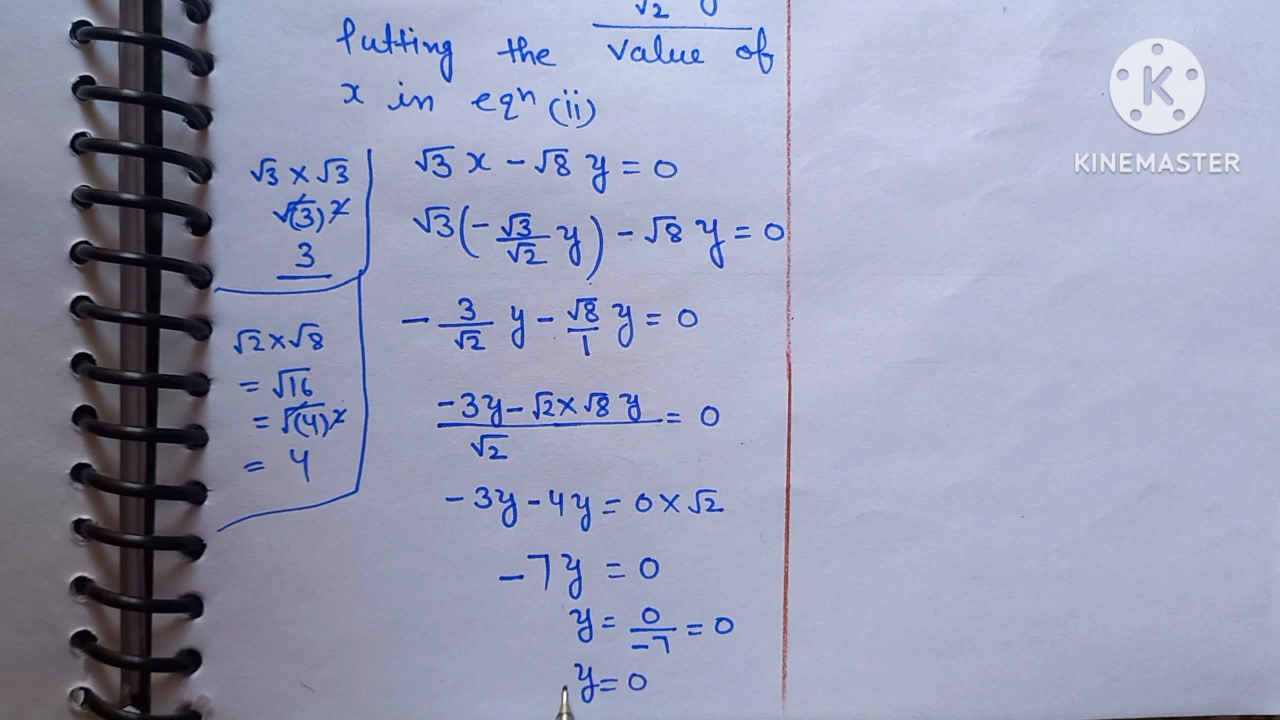 √2 y
Putting the value of
x in eqⁿ (ii)
√3 x - √8 y = 0
√3(-√3/√2 y) - √8 y = 0
- 3/√2 y - √8/1 y = 0
-3y-√2×√8 y/√2 = 0
-3y-4y = 0×√2
-7y = 0
y = 0/-7 = 0
y = 0
√3 × √3
√(3)²
3
√2×√8
= √16
= √(4)²
= 4
K
KINEMASTER